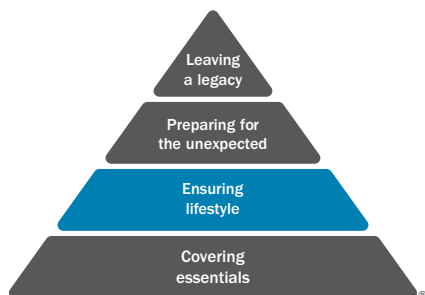 Leaving
a legacy
Preparing for
the unexpected
Ensuring
lifestyle
Covering
essentials